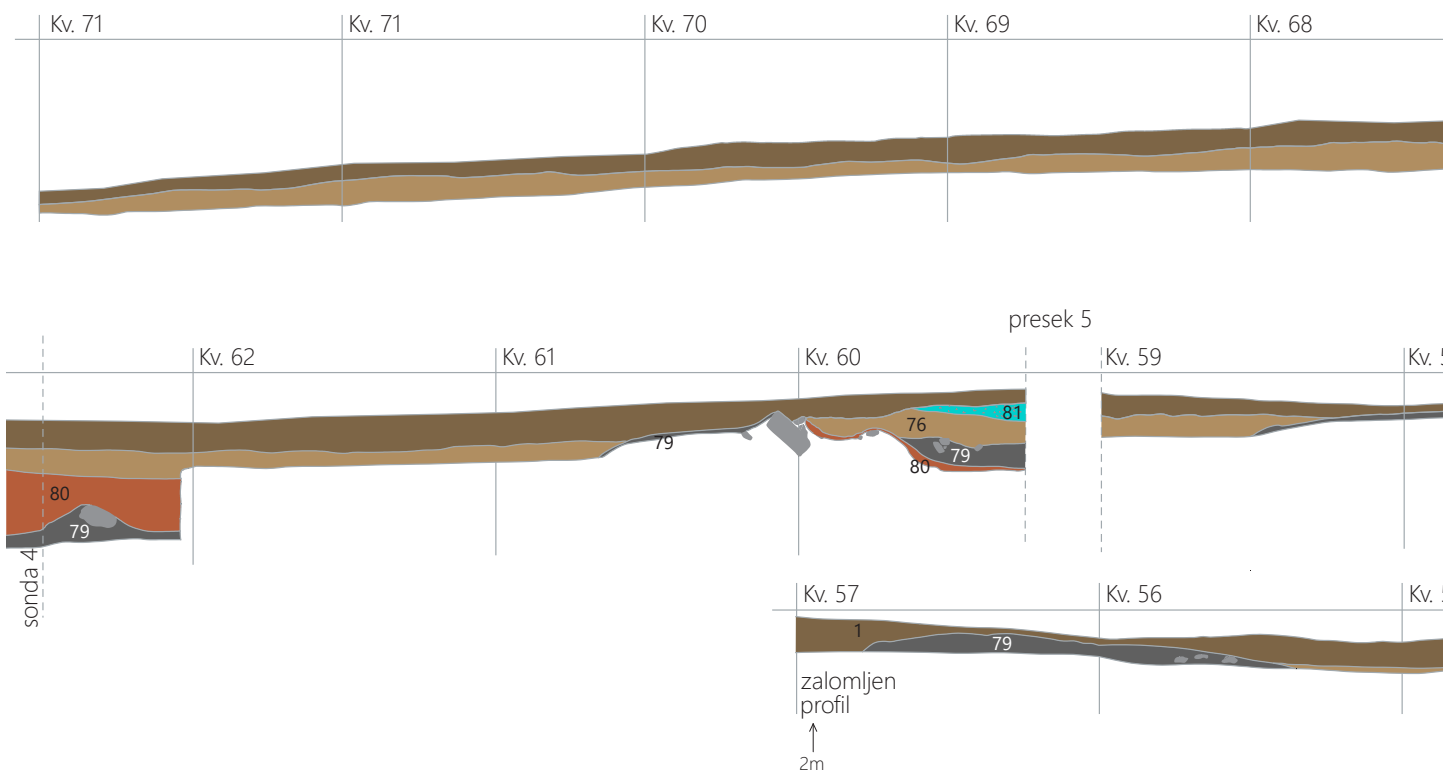 Kv. 71
Kv. 71
Kv. 70
Kv. 69
Kv. 68
presek 5
Kv. 62
Kv. 61
Kv. 60
Kv. 59
Kv.
81
76
79
79
80
80
79
sonda 4
Kv. 57
Kv. 56
Kv.
1
79
zalomljen
profil
2m